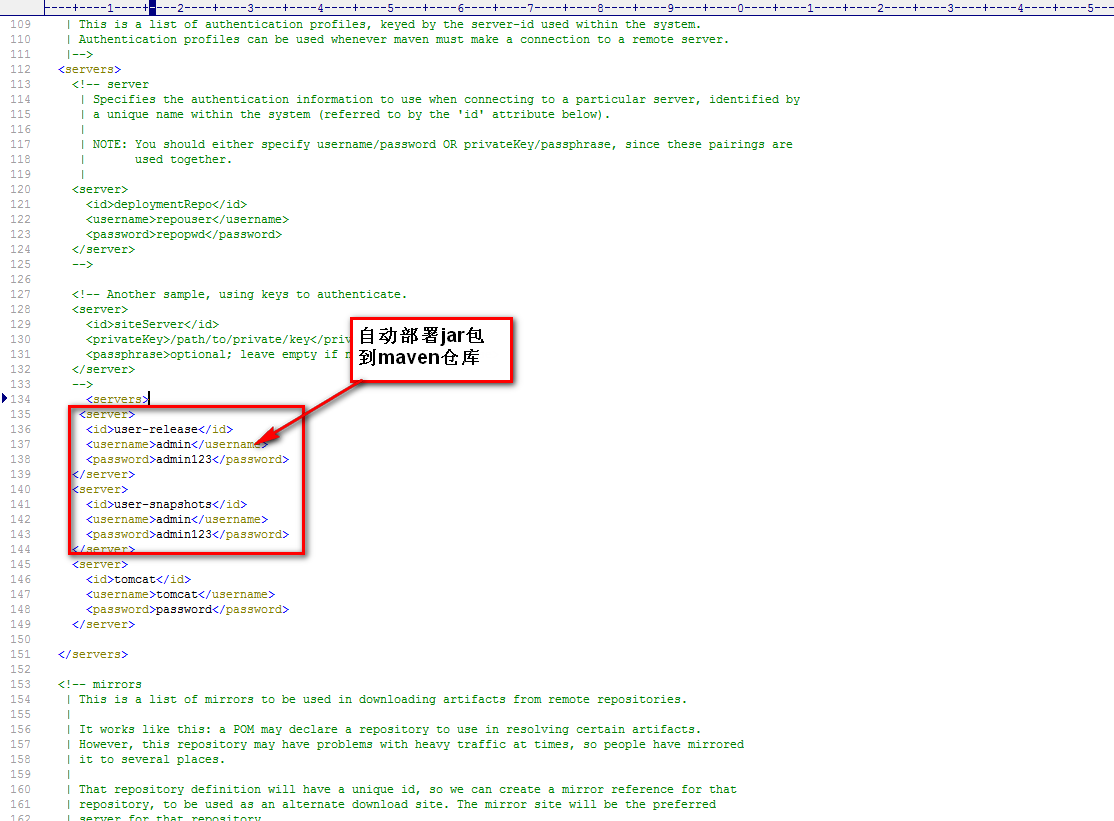 ----+----1----+----2----+----3----+----4----+----5----+----6----+----7----+----8----+----9----+----0----+----1----+----2----+----3----+----4----+----5--
109 | This is a list of authentication profiles, keyed by the server-id used within the system.
110 | Authentication profiles can be used whenever maven must make a connection to a remote server.
111 |-->
112 <servers>
113 <!-- server
114 | Specifies the authentication information to use when connecting to a particular server, identified by
115 | a unique name within the system (referred to by the 'id' attribute below).
116 |
117 | NOTE: You should either specify username/password OR privateKey/passphrase, since these pairings are
118 | used together.
119 |
120 <server>
121 <id>deploymentRepo</id>
122 <username>repouser</username>
123 <password>repopwd</password>
124 </server>
125 -->
126
127 <!-- Another sample, using keys to authenticate.
128 <server>
129 <id>siteServer</id>
130 <privateKey>/path/to/private/key</priv
131 <passphrase>optional; leave empty if
132 </server>
133 -->
自动部署jar包
到maven仓库
134 <servers>
135 <server>
136 <id>user-release</id>
137 <username>admin</username>
138 <password>admin123</password>
139 </server>
140 <server>
141 <id>user-snapshots</id>
142 <username>admin</username>
143 <password>admin123</password>
144 </server>
145 <server>
146 <id>tomcat</id>
147 <username>tomcat</username>
148 <password>password</password>
149 </server>
150
151 </servers>
152
153 <!-- mirrors
154 | This is a list of mirrors to be used in downloading artifacts from remote repositories.
155 |
156 | It works like this: a POM may declare a repository to use in resolving certain artifacts.
157 | However, this repository may have problems with heavy traffic at times, so people have mirrored
158 | it to several places.
159 |
160 | That repository definition will have a unique id, so we can create a mirror reference for that
161 | repository, to be used as an alternate download site. The mirror site will be the preferred
162 | server for that repository.